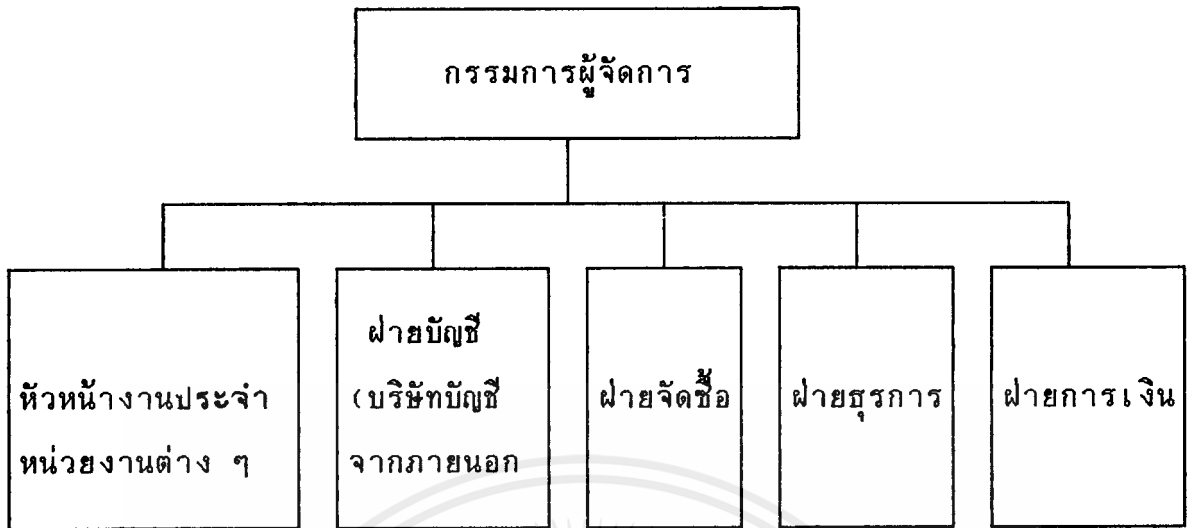 กรรมการผู้จัดการ
หัวหน้างานประจำ
หน่วยงานต่าง ๆ
ฝ่ายบัญชี
(บริษัทบัญชี
จากภายนอก
ฝ่ายจัดซื้อ
ฝ่ายธุรการ
ฝ่ายการเงิน